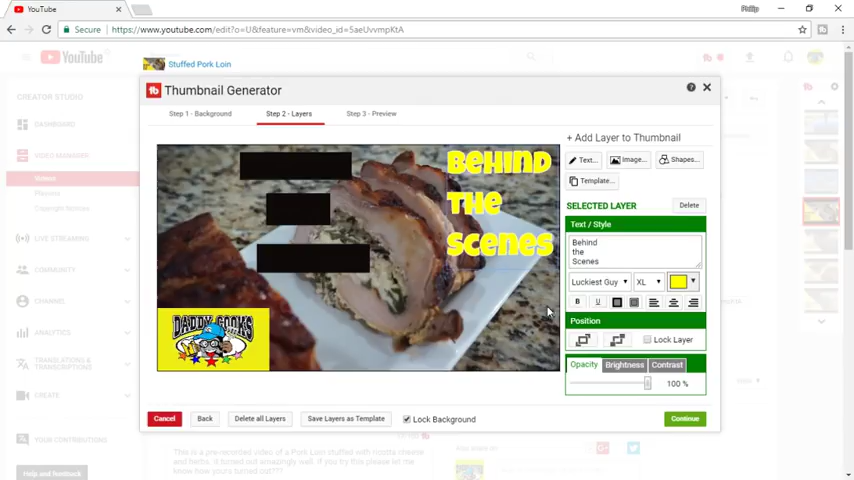 YouTube
Philip
Secure | https://www.youtube.com/edit?o=U&feature=vm&video_id=5aeUvvmpKtA
YouTube
Stuffed Pork Loin
Thumbnail Generator
Step 1 - Background
Step 2 - Layers
Step 3 - Preview
CREATOR STUDIO
DASHBOARD
VIDEO MANAGER
Videos
Playlists
Copyright Notices
LIVE STREAMING
COMMUNITY
CHANNEL
ANALYTICS
TRANSLATIONS &
TRANSCRIPTIONS
CREATE
YOUR CONTRIBUTIONS
Help and feedback
Behind
the
Scenes
DADDY COOKS
+ Add Layer to Thumbnail
Text...
Image...
Shapes...
Template...
SELECTED LAYER
Delete
Text / Style
Behind
the
Scenes
Luckiest Guy
XL
B
U
Position
Lock Layer
Opacity
Brightness
Contrast
100 %
Cancel
Back
Delete all Layers
Save Layers as Template
Lock Background
Continue
This is a prerecorded video of a Pork Loin stuffed with ricotta cheese
and herbs. It turned out amazingly well. If you try this please let me
know how yours turned out???